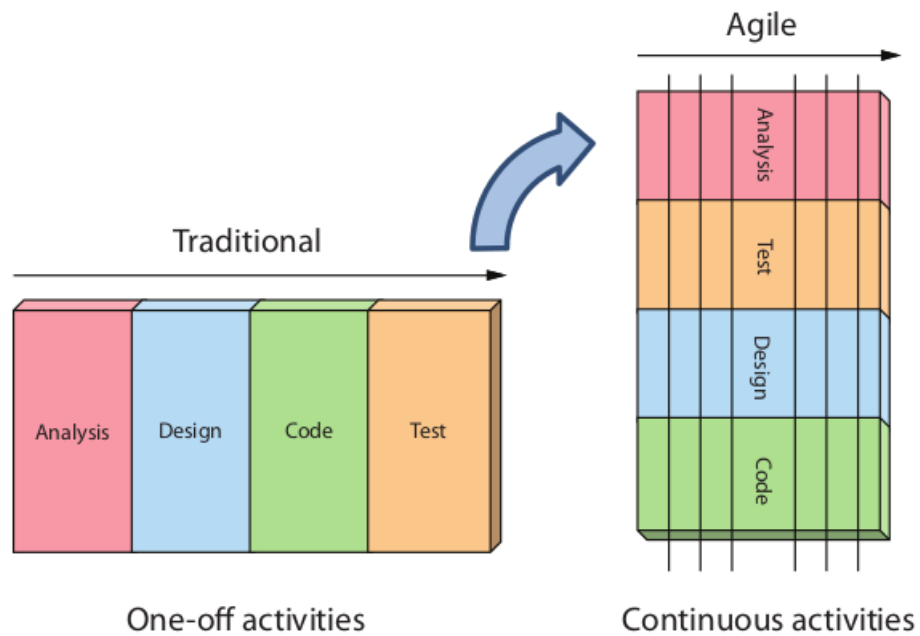 Agile
Analysis
Test
Design
Code
Traditional
Analysis Design Code Test
One-off activities
Continuous activities